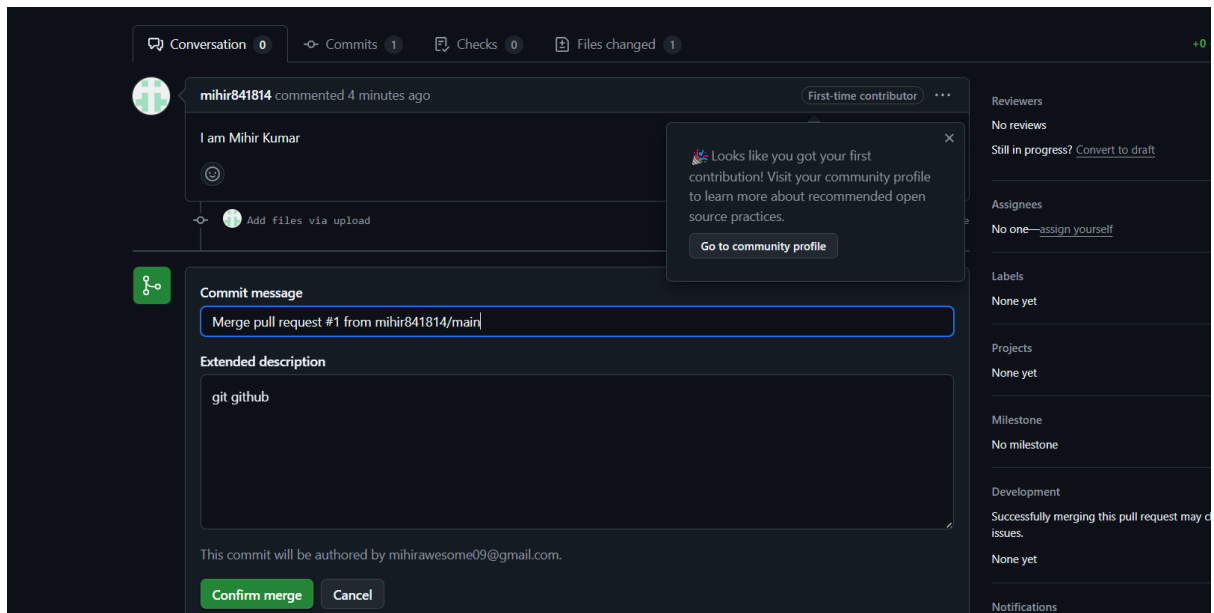 Conversation 0
Commits 1
Checks 0
Files changed 1
+0
mihir841814 commented 4 minutes ago
First-time contributor
I am Mihir Kumar
🎉 Looks like you got your first
contribution! Visit your community profile
to learn more about recommended open
source practices.
Go to community profile
Add files via upload
Commit message
Merge pull request #1 from mihir841814/main
Extended description
git github
This commit will be authored by mihirawesome09@gmail.com.
Confirm merge
Cancel
Reviewers
No reviews
Still in progress? Convert to draft
Assignees
No one—assign yourself
Labels
None yet
Projects
None yet
Milestone
No milestone
Development
Successfully merging this pull request may
issues.
None yet
Notifications